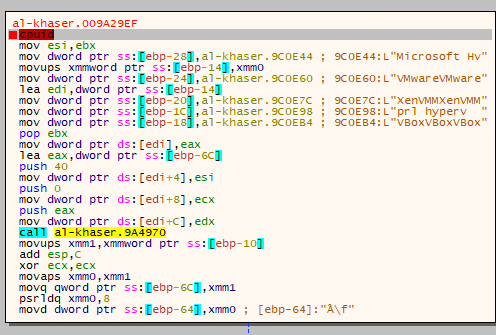 al-khaser.009A29EF
cpuid
mov esi,ebx
mov dword ptr ss:[ebp-28],al-khaser.9C0E44 ; 9C0E44:L"Microsoft Hv"
movups xmmword ptr ss:[ebp-14],xmm0
mov dword ptr ss:[ebp-24],al-khaser.9C0E60 ; 9C0E60:L"VMwareVMware"
lea edi,dword ptr ss:[ebp-14]
mov dword ptr ss:[ebp-20],al-khaser.9C0E7C ; 9C0E7C:L"XenVMMXenVMM"
mov dword ptr ss:[ebp-1C],al-khaser.9C0E98 ; 9C0E98:L"prl hyperv  "
mov dword ptr ss:[ebp-18],al-khaser.9C0EB4 ; 9C0EB4:L"VBoxVBoxVBox"
pop ebx
mov dword ptr ds:[edi],eax
lea eax,dword ptr ss:[ebp-6C]
push 40
mov dword ptr ds:[edi+4],esi
push 0
mov dword ptr ds:[edi+8],ecx
push eax
mov dword ptr ds:[edi+C],edx
call al-khaser.9A4970
movups xmm1,xmmword ptr ss:[ebp-10]
add esp,C
xor ecx,ecx
movaps xmm0,xmm1
movq qword ptr ss:[ebp-6C],xmm1
psrldq xmm0,8
movd dword ptr ss:[ebp-64],xmm0 ; [ebp-64]:"Â\f"